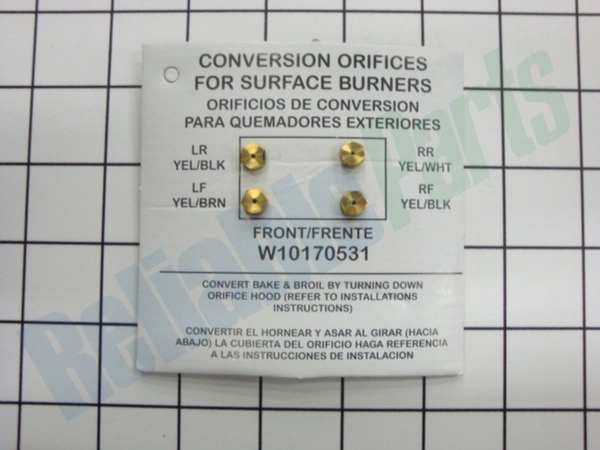 CONVERSION ORIFICES
FOR SURFACE BURNERS
ORIFICIOS DE CONVERSION
PARA QUEMADORES EXTERIORES
LR
YEL/BLK
RR
YEL/WHT
LF
YEL/BRN
RF
YEL/BLK
FRONT/FRENTE
W10170531
CONVERT BAKE & BROIL BY TURNING DOWN
ORIFICE HOOD (REFER TO INSTALLATIONS
INSTRUCTIONS)
CONVERTIR EL HORNEAR Y ASAR AL GIRAR (HACIA
ABAJO) LA CUBIERTA DEL ORIFICIO HAGA REFERENCIA
A LAS INSTRUCCIONES DE INSTALACION
ReliableParts